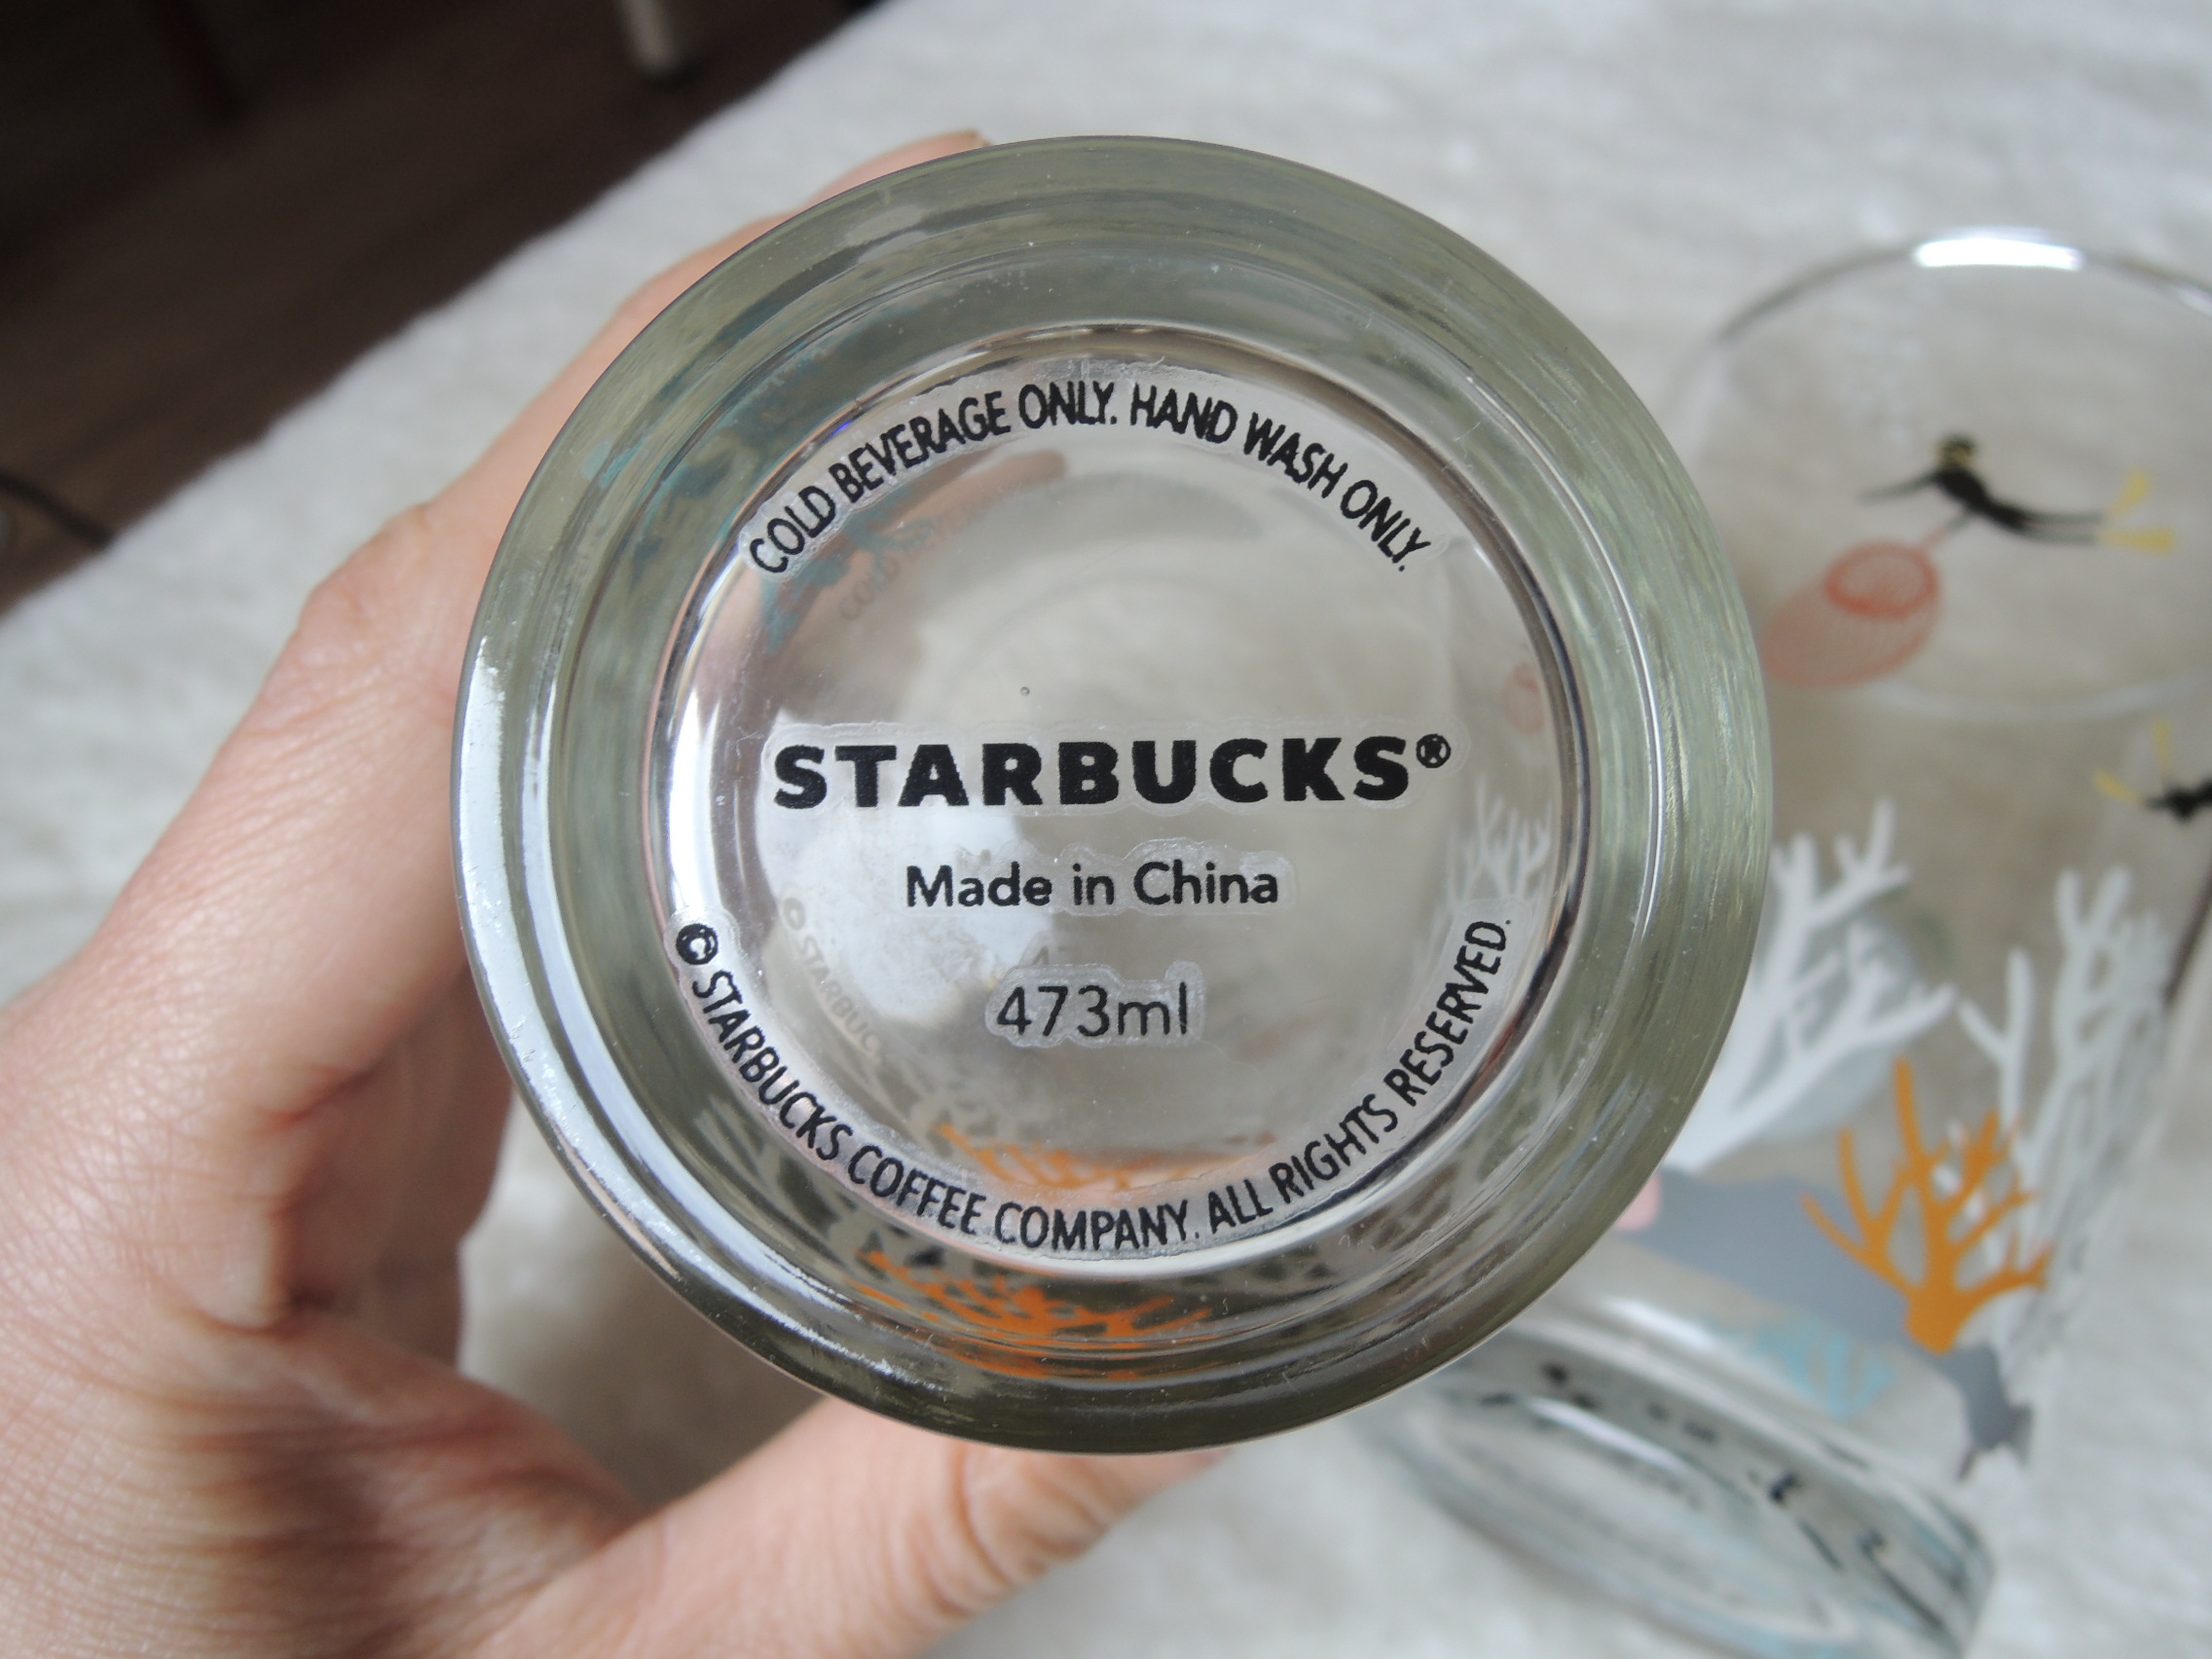 COLD BEVERAGE ONLY. HAND WASH ONLY.
STARBUCKS®
Made in China
473ml
© STARBUCKS COFFEE COMPANY. ALL RIGHTS RESERVED.